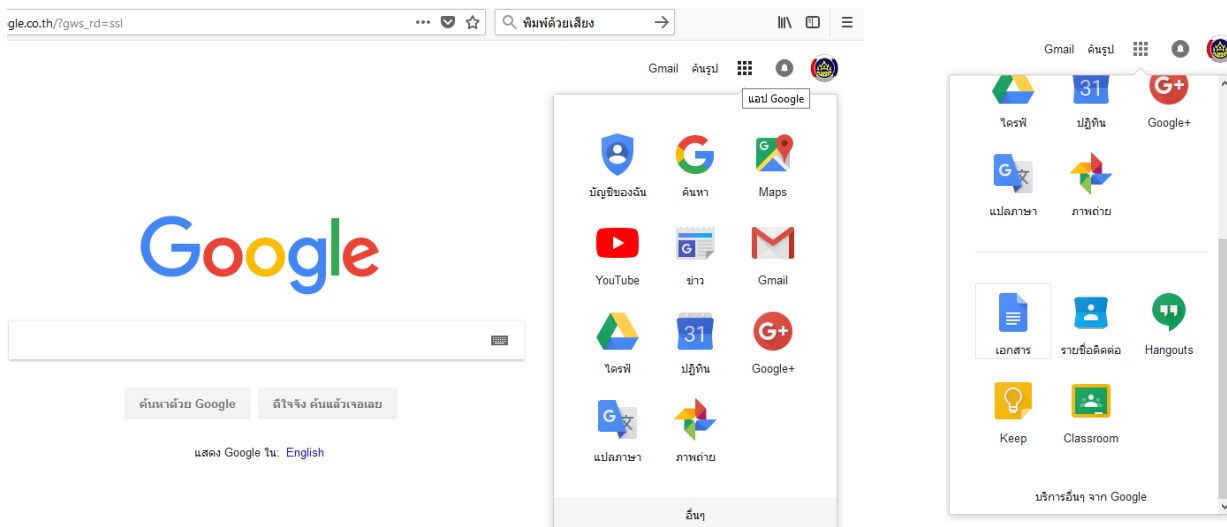 gle.co.th/?gws_rd=ssl
พิมพ์ด้วยเสียง
Gmail ค้นรูป
แอป Google
บัญชีของฉัน ค้นหา Maps
G
YouTube ข่าว Gmail
G
31 G+
ไดรฟ์ ปฏิทิน Google+
G 文
แปลภาษา ภาพถ่าย
อื่นๆ
Google
ค้นหาด้วย Google ดีใจจัง ค้นแล้วเจอเลย
แสดง Google ใน: English
Gmail ค้นรูป
31 G+
ไดรฟ์ ปฏิทิน Google+
G 文
แปลภาษา ภาพถ่าย
เอกสาร รายชื่อติดต่อ Hangouts
Keep Classroom
บริการอื่นๆ จาก Google